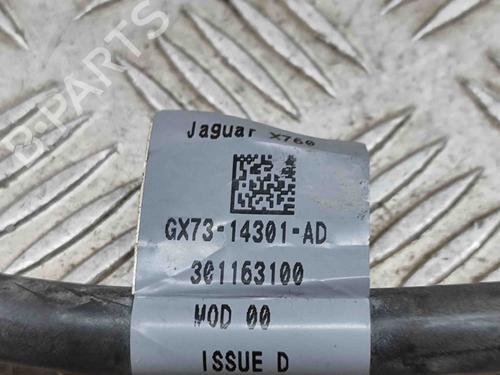 B-PARTS
Jaguar X760
GX73-14301-AD
301163100
MOD 00
ISSUE D